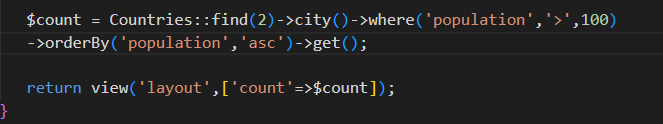 $count = Countries::find(2)->city()->where('population','>',100)
->orderBy('population','asc')->get();
return view('layout',['count'=>$count]);
}